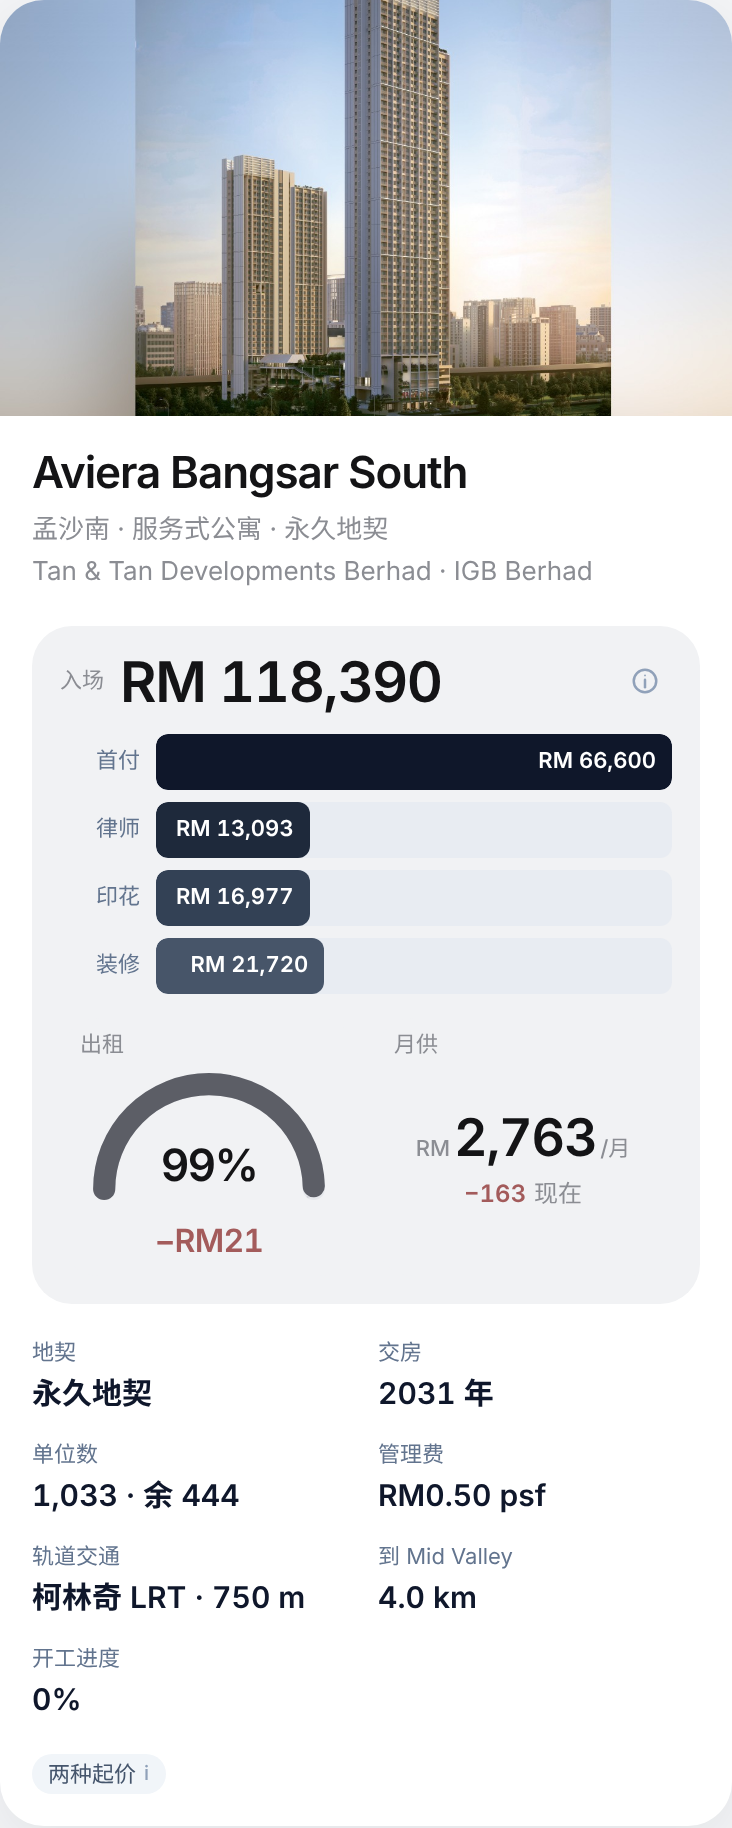 Aviera Bangsar South
孟沙南 · 服务式公寓 · 永久地契
Tan & Tan Developments Berhad · IGB Berhad
入场 RM 118,390
首付 RM 66,600
律师 RM 13,093
印花 RM 16,977
装修 RM 21,720
出租 月供
99%
RM 2,763 /月
−163 现在
−RM21
地契 交房
永久地契 2031 年
单位数 管理费
1,033 · 余 444 RM0.50 psf
轨道交通 到 Mid Valley
柯林奇 LRT · 750 m 4.0 km
开工进度
0%
两种起价 i